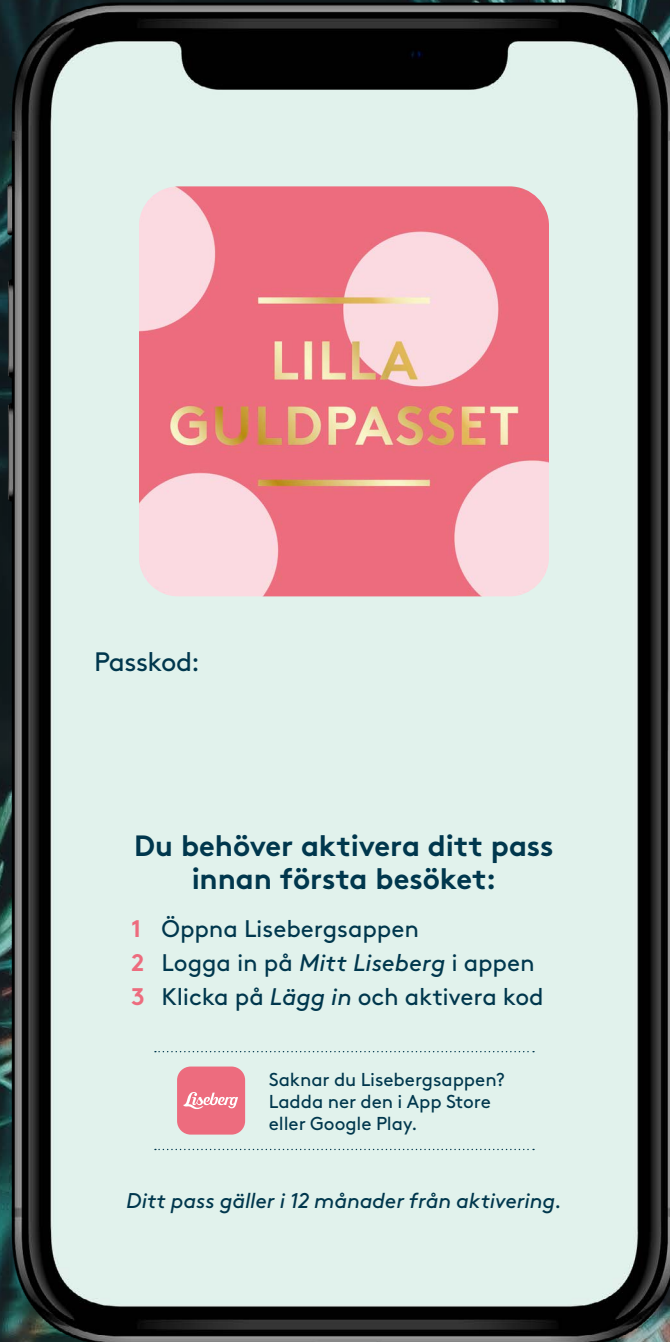 LILLA
GULDPASSET
Passkod:
Du behöver aktivera ditt pass
innan första besöket:
1 Öppna Lisebergsappen
2 Logga in på Mitt Liseberg i appen
3 Klicka på Lägg in och aktivera kod
Liseberg
Saknar du Lisebergsappen?
Ladda ner den i App Store
eller Google Play.
Ditt pass gäller i 12 månader från aktivering.